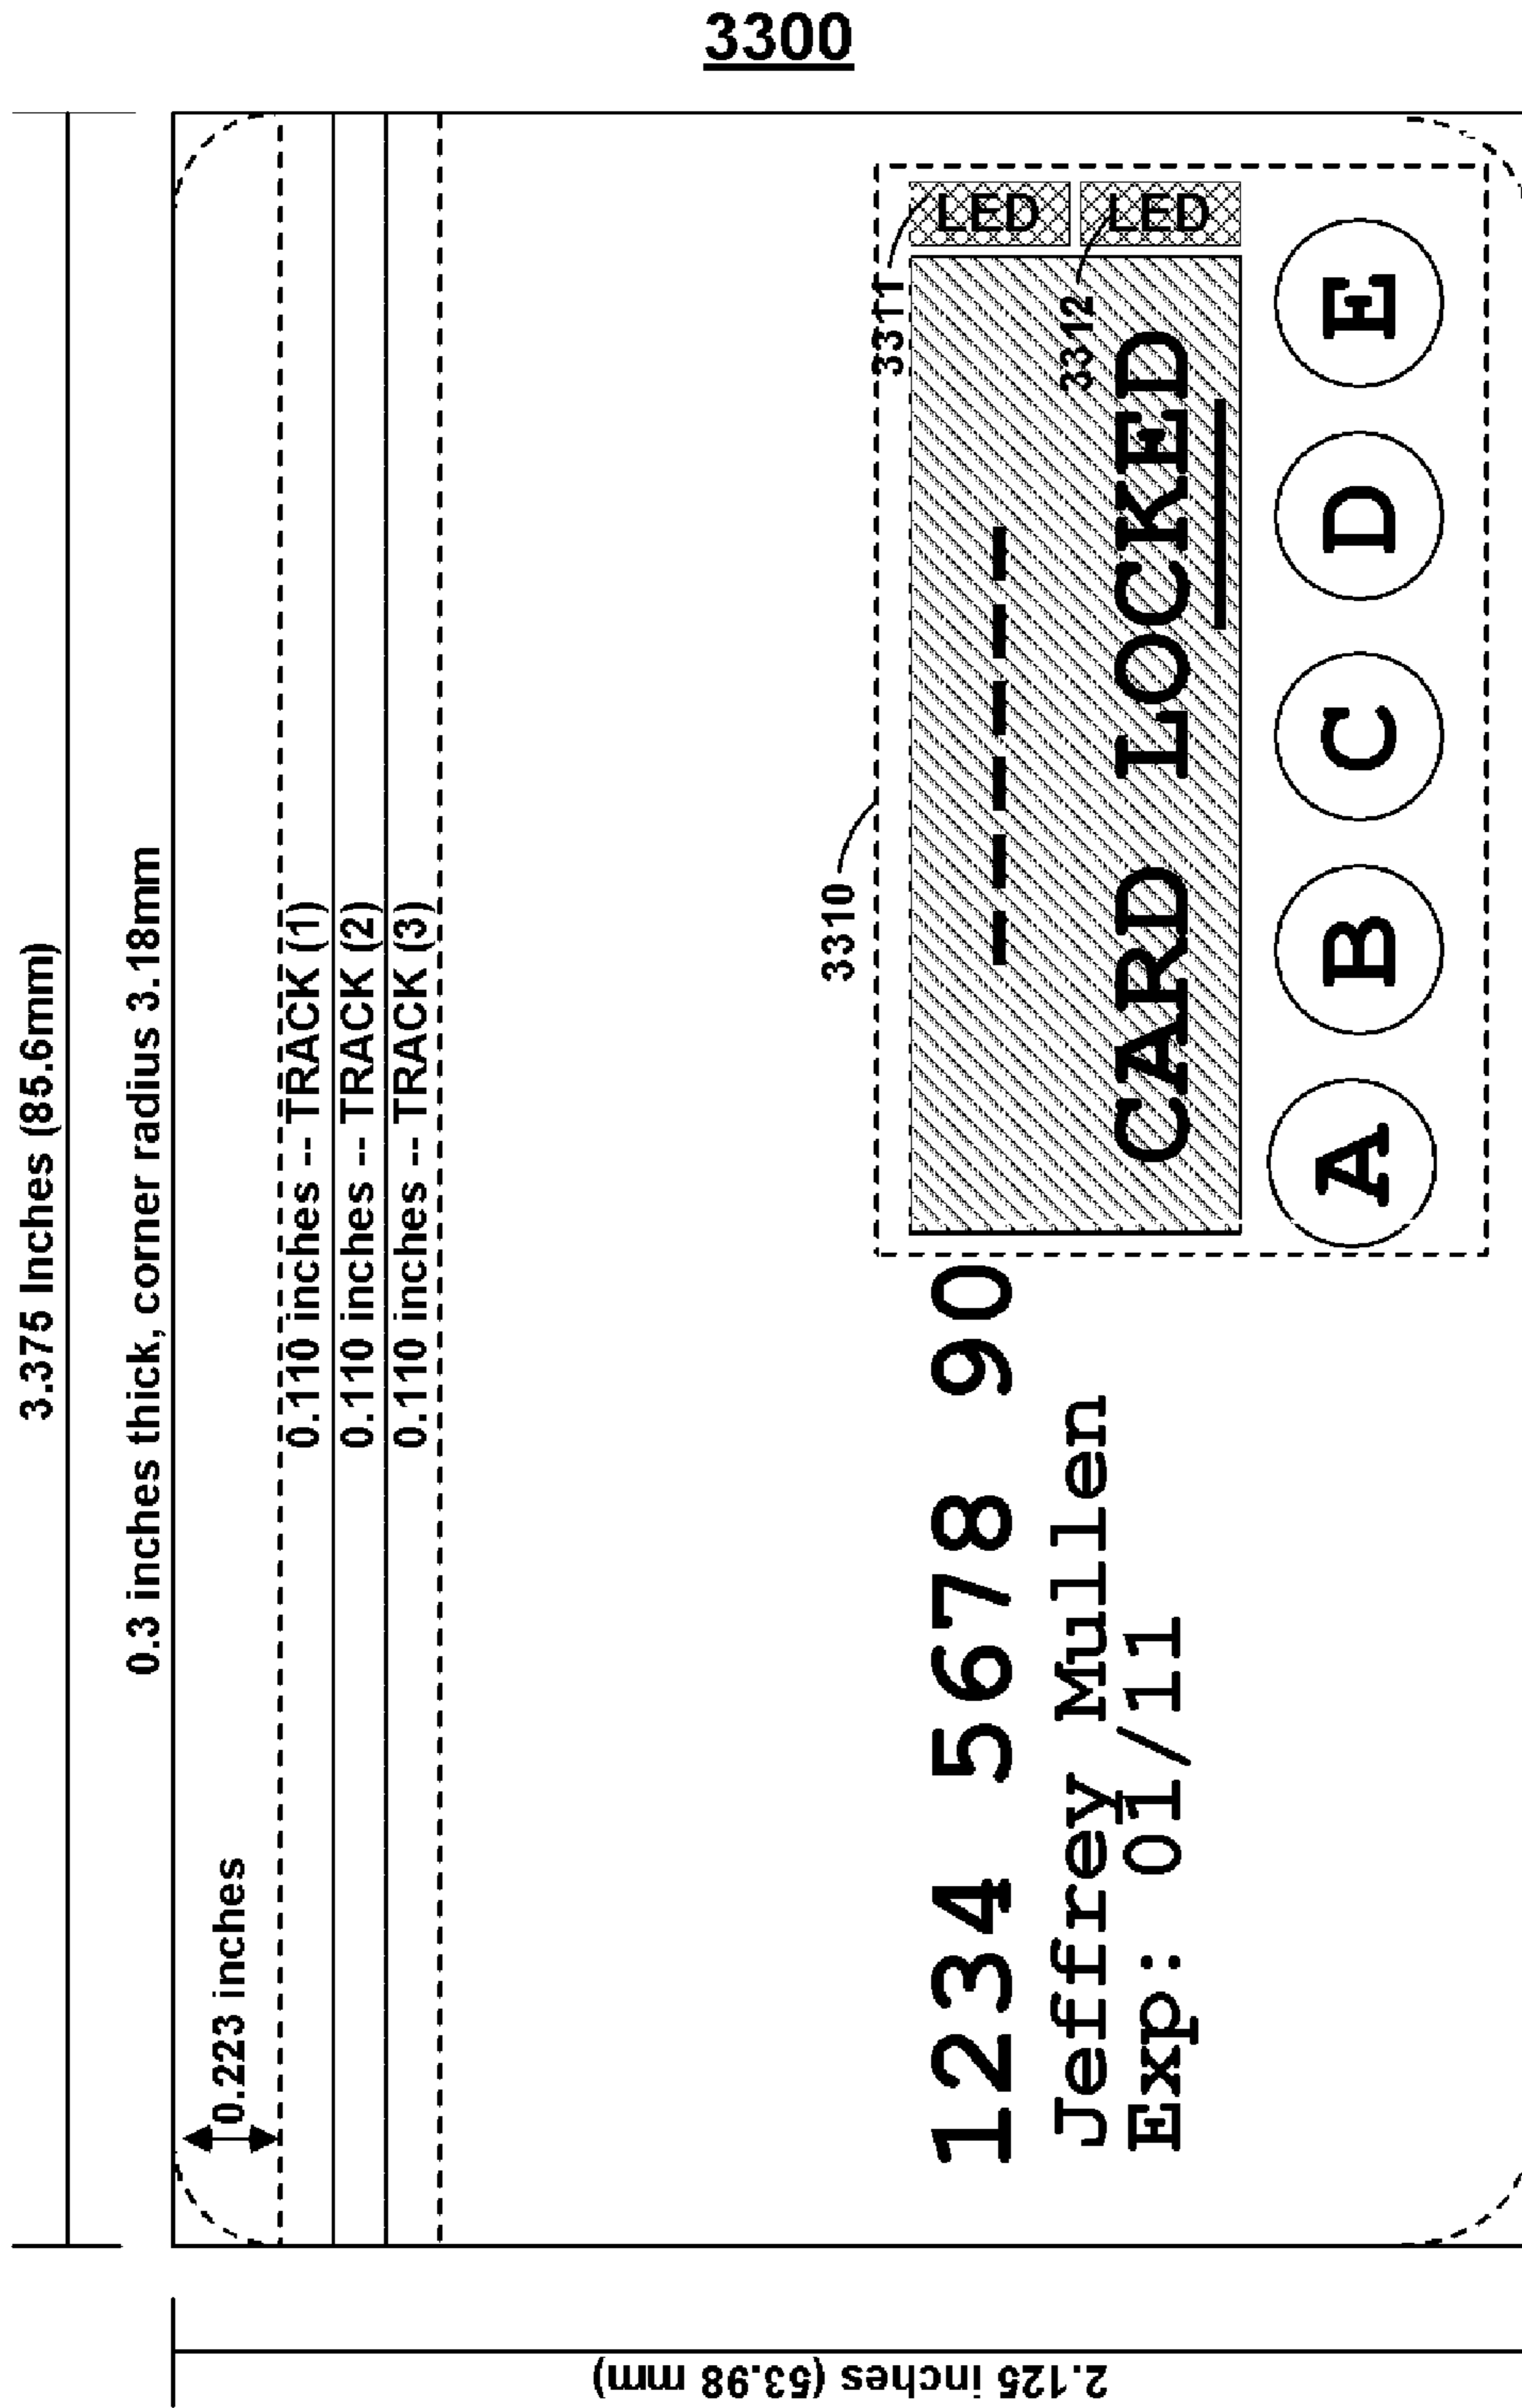 3300
3.375 Inches (85.6mm)
0.3 inches thick, corner radius 3.18mm
0.223 inches
0.110 inches -- TRACK (1)
0.110 inches -- TRACK (2)
0.110 inches -- TRACK (3)
2.125 inches (53.98 mm)
3310
3311
LED
3312
LED
1234 5678 90
_ _ _ _ _ _
Jeffrey Mullen
Exp: 01/11
CARD LOCKED
A B C D E